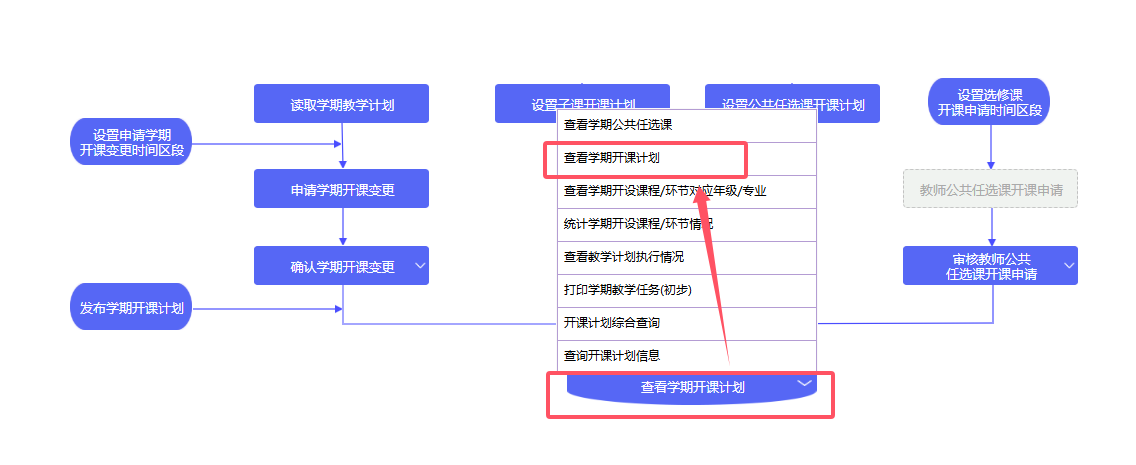 读取学期教学计划
设置子课开课计划
设置公共任选课开课计划
设置选修课
开课申请时间区段
设置申请学期
开课变更时间区段
申请学期开课变更
确认学期开课变更
发布学期开课计划
查看学期公共任选课
查看学期开课计划
查看学期开设课程/环节对应年级/专业
统计学期开设课程/环节情况
查看教学计划执行情况
打印学期教学任务(初步)
开课计划综合查询
查询开课计划信息
查看学期开课计划
教师公共任选课开课申请
审核教师公共
任选课开课申请